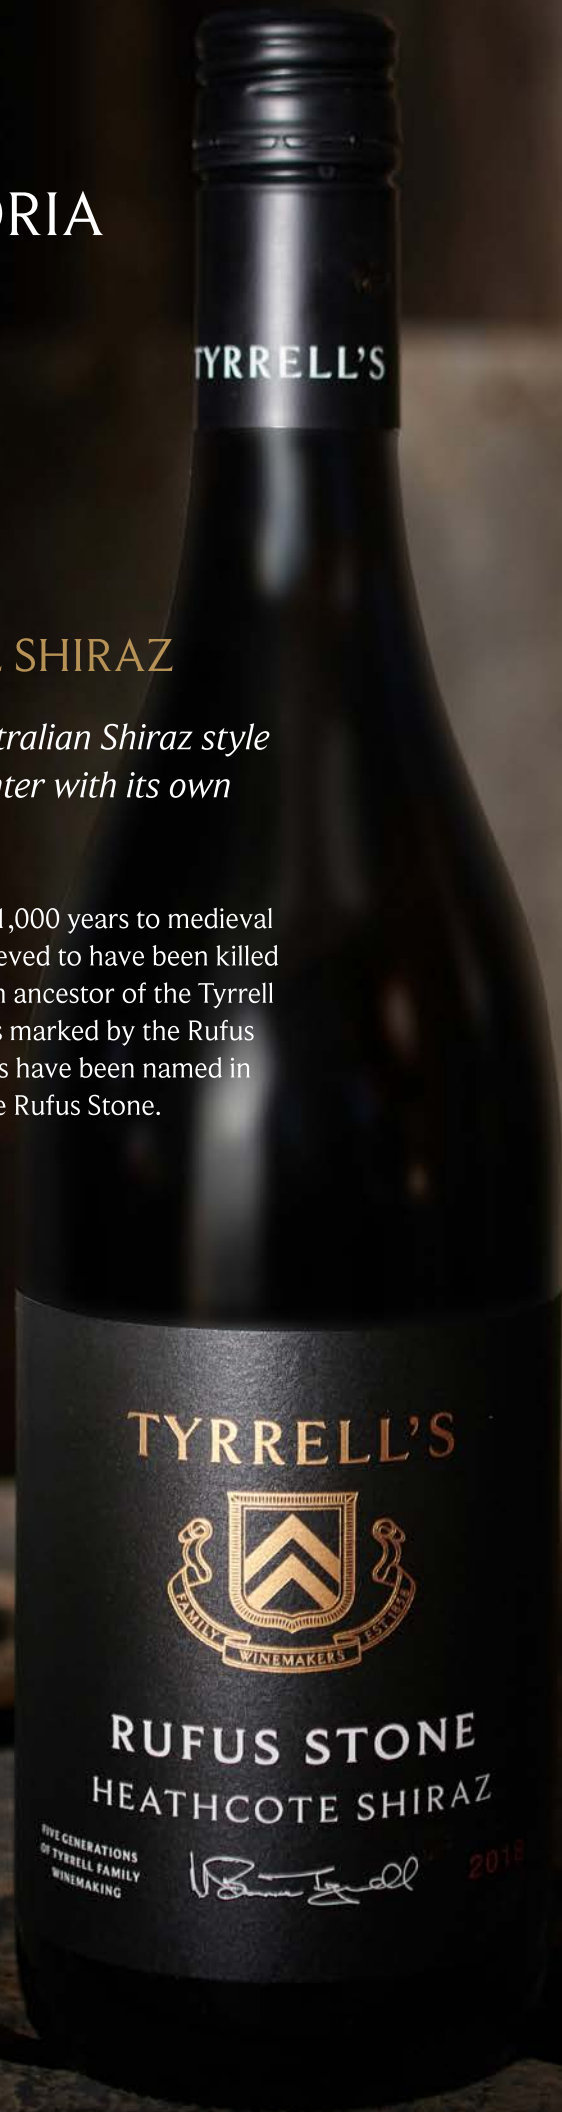 ORIA
TYRRELL'S
SHIRAZ
tralian Shiraz style
ter with its own
1,000 years to medieval
eved to have been killed
ancestor of the Tyrrell
marked by the Rufus
s have been named in
e Rufus Stone.
TYRRELL'S
FAMILY
WINEMAKERS
EST. 1858
RUFUS STONE
HEATHCOTE SHIRAZ
FIVE GENERATIONS
OF TYRRELL FAMILY
WINEMAKING
2018